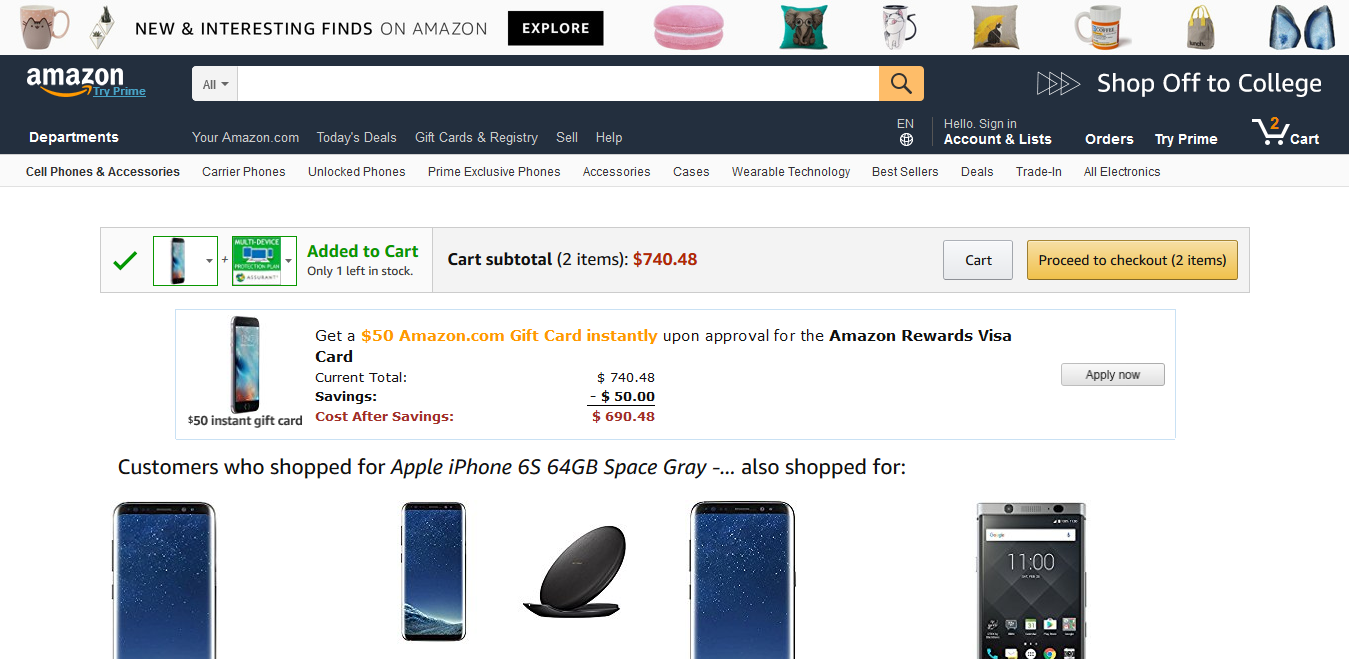 NEW & INTERESTING FINDS ON AMAZON
EXPLORE
amazon
Try Prime
All
Shop Off to College
Departments
Your Amazon.com
Today's Deals
Gift Cards & Registry
Sell
Help
EN
Hello. Sign in
Account & Lists
Orders
Try Prime
2
Cart
Cell Phones & Accessories
Carrier Phones
Unlocked Phones
Prime Exclusive Phones
Accessories
Cases
Wearable Technology
Best Sellers
Deals
Trade-In
All Electronics
+
MULTI-DEVICE
PROTECTION PLAN
ASSURANT
Added to Cart
Only 1 left in stock.
Cart subtotal (2 items): $740.48
Cart
Proceed to checkout (2 items)
$50 instant gift card
Get a $50 Amazon.com Gift Card instantly upon approval for the Amazon Rewards Visa
Card
Current Total: $ 740.48
Savings: - $ 50.00
Cost After Savings: $ 690.48
Apply now
Customers who shopped for Apple iPhone 6S 64GB Space Gray -... also shopped for:
Google
11:00